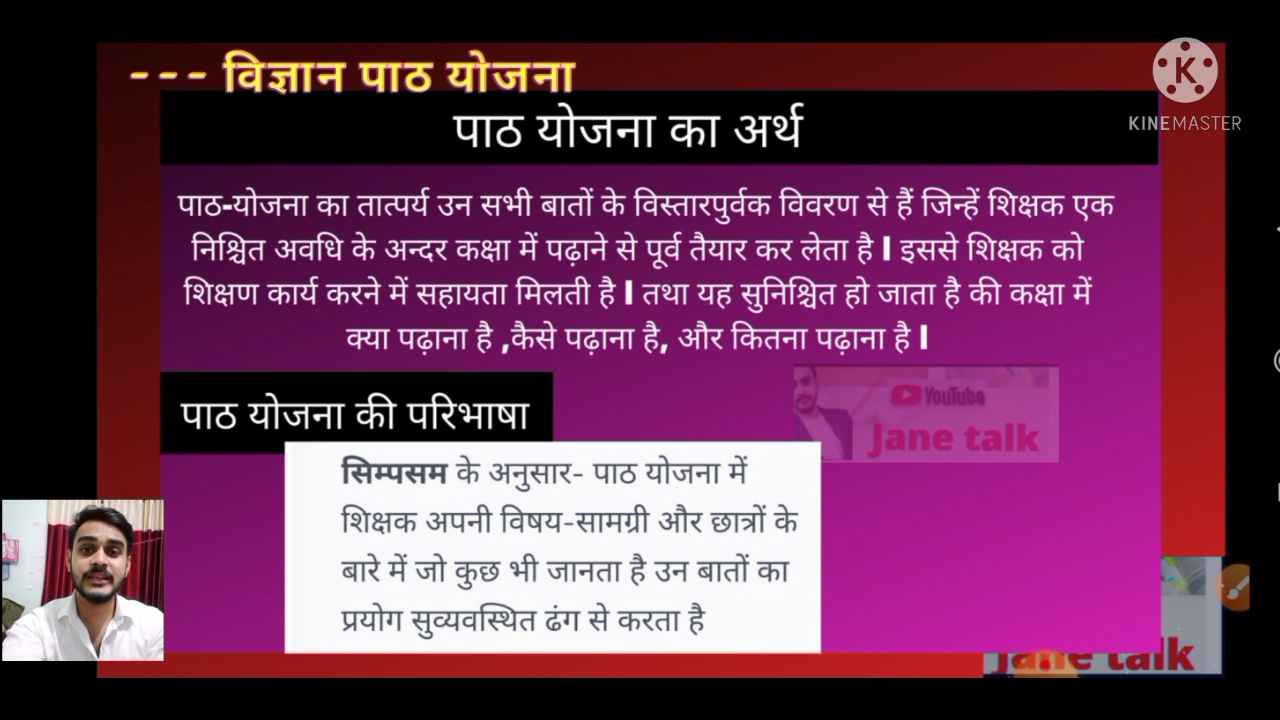 --- विज्ञान पाठ योजना
KINEMASTER
पाठ योजना का अर्थ
पाठ-योजना का तात्पर्य उन सभी बातों के विस्तारपुर्वक विवरण से हैं जिन्हें शिक्षक एक
निश्चित अवधि के अन्दर कक्षा में पढ़ाने से पूर्व तैयार कर लेता है l इससे शिक्षक को
शिक्षण कार्य करने में सहायता मिलती है l तथा यह सुनिश्चित हो जाता है की कक्षा में
क्या पढ़ाना है ,कैसे पढ़ाना है, और कितना पढ़ाना है l
YouTube
Jane talk
पाठ योजना की परिभाषा
सिम्पसम के अनुसार- पाठ योजना में
शिक्षक अपनी विषय-सामग्री और छात्रों के
बारे में जो कुछ भी जानता है उन बातों का
प्रयोग सुव्यवस्थित ढंग से करता है
Jane talk